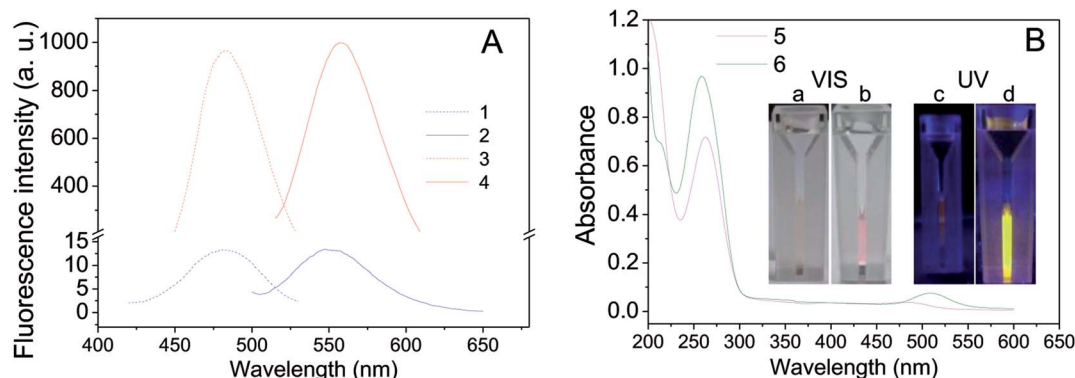 A
Fluorescence intensity (a. u.)
1000
800
600
400
15
10
5
0
1
2
3
4
400 450 500 550 600 650
Wavelength (nm)
B
Absorbance
1.2
1.0
0.8
0.6
0.4
0.2
0.0
5
6
VIS UV
a b c d
200 250 300 350 400 450 500 550 600 650
Wavelength (nm)